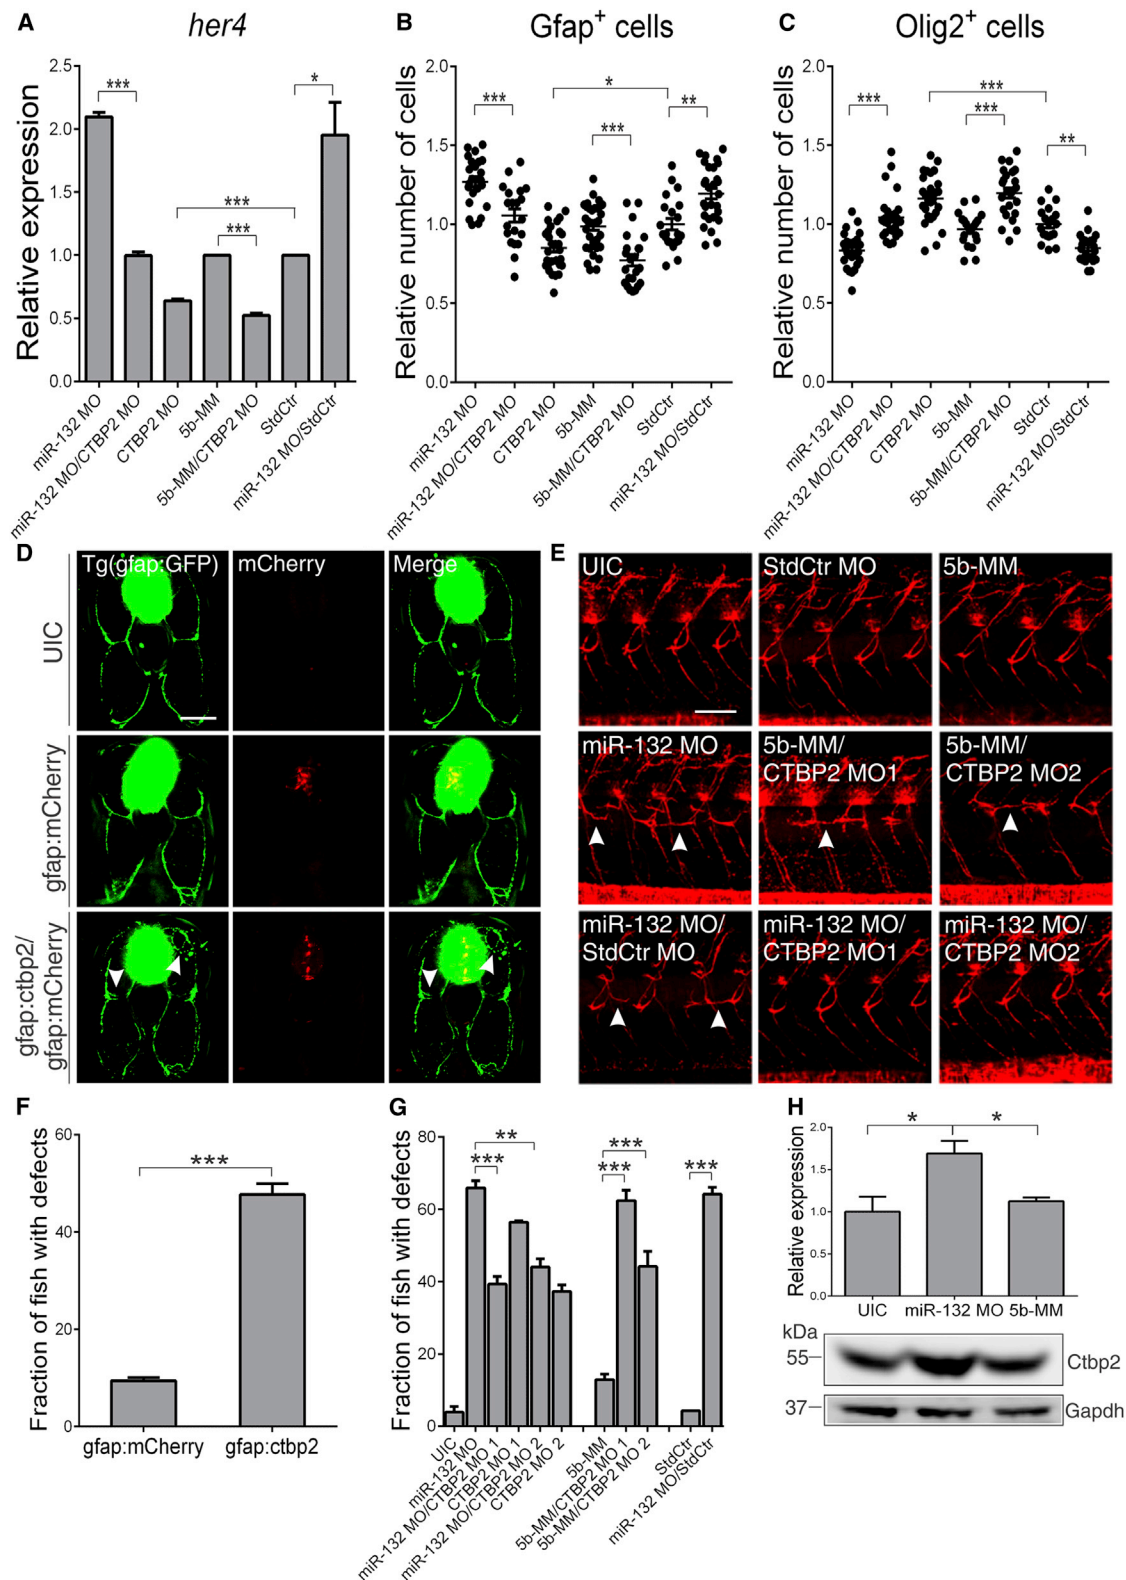 A
her4
Relative expression
2.5
2.0
1.5
1.0
0.5
0.0
***
***
***
*
miR-132 MO
miR-132 MO/CTBP2 MO
CTBP2 MO
5b-MM
5b-MM/CTBP2 MO
StdCtr
miR-132 MO/StdCtr
B
Gfap+ cells
Relative number of cells
2.0
1.5
1.0
0.5
0.0
***
*
***
**
miR-132 MO
miR-132 MO/CTBP2 MO
CTBP2 MO
5b-MM
5b-MM/CTBP2 MO
StdCtr
miR-132 MO/StdCtr
C
Olig2+ cells
Relative number of cells
2.0
1.5
1.0
0.5
0.0
***
***
***
**
miR-132 MO
miR-132 MO/CTBP2 MO
CTBP2 MO
5b-MM
5b-MM/CTBP2 MO
StdCtr
miR-132 MO/StdCtr
D
Tg(gfap:GFP)
mCherry
Merge
UIC
gfap:mCherry
gfap:ctbp2/
gfap:mCherry
E
UIC
StdCtr MO
5b-MM
miR-132 MO
5b-MM/
CTBP2 MO1
5b-MM/
CTBP2 MO2
miR-132 MO/
StdCtr MO
miR-132 MO/
CTBP2 MO1
miR-132 MO/
CTBP2 MO2
F
Fraction of fish with defects
60
40
20
0
***
gfap:mCherry
gfap:ctbp2
G
Fraction of fish with defects
80
60
40
20
0
**
***
***
***
***
UIC
miR-132 MO
miR-132 MO/CTBP2 MO 1
CTBP2 MO 1
miR-132 MO/CTBP2 MO 2
CTBP2 MO 2
5b-MM
5b-MM/CTBP2 MO 1
5b-MM/CTBP2 MO 2
StdCtr
miR-132 MO/StdCtr
H
Relative expression
2.0
1.5
1.0
0.5
0.0
*
*
UIC
miR-132 MO
5b-MM
kDa
55
Ctbp2
37
Gapdh